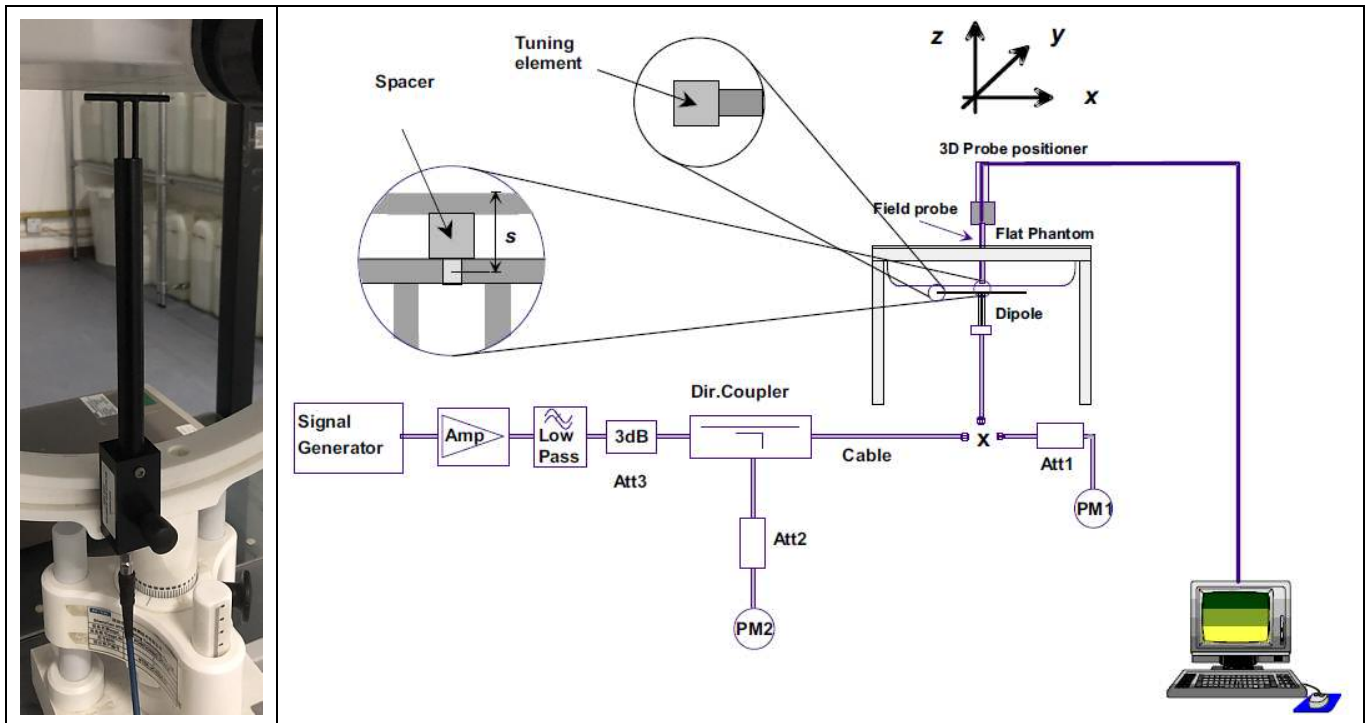 Tuning
element
Spacer
s
z
y
x
3D Probe positioner
Field probe
Flat Phantom
Dipole
Dir.Coupler
Signal
Generator
Amp
Low
Pass
3dB
Att3
Cable
x
Att1
PM1
Att2
PM2